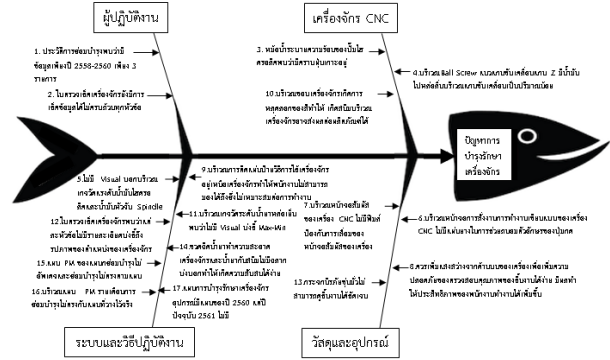 ผู้ปฏิบัติงาน
เครื่องจักร CNC
1. ประวัติการซ่อมบำรุงพบว่ามี
ข้อมูลเพียงปี 2558-2560 เพียง 3
รายการ
2. ใบตรวจเช็คเครื่องจักรยังมีการ
เช็คข้อมูลได้ไม่ครบถ้วนทุกหัวข้อ
3. หม้อน้ำระบายความร้อนของปั๊มไฮ
ดรอลิคพบว่ามีคราบฝุ่นเกาะอยู่
4.บริเวณ Ball Screw แนวแกนขับเคลื่อนแกน Z มีน้ำมัน
ไปหล่อลื่นบริเวณแกนขับเคลื่อนเป็นปริมาณน้อย
10.บริเวณขอบเครื่องจักรเกิดการ
หลุดลอกของสีทำให้ เกิดสนิมบริเวณ
เครื่องจักรอาจส่งผลต่อผลิตภัณฑ์ได้
ปัญหาการ
บำรุงรักษา
เครื่องจักร
5.ไม่มี Visual บอกบริเวณ
เกจวัดแรงดันน้ำมันไฮดรอ
ลิคและน้ำมันหัวจับ Spindle
9.บริเวณการติดแผ่นป้ายวิธีการใช้เครื่องจักร
อยู่เหนือเครื่องจักรทำให้พนักงานไม่สามารถ
มองได้ถึงซึ่งไม่เหมาะสมต่อการทำงาน
11.บริเวณเกจวัดระดับน้ำยาหล่อเย็น
พบว่าไม่มี Visual บ่งชี้ Max-Min
12.ใบตรวจเช็คเครื่องจักรพบว่าแต่
ละหัวข้อไม่มีรายละเอียดบ่งชี้ถึง
รูปภาพของตำแหน่งของเครื่องจักร
14.ขวดฉีดน้ำยาทำความสะอาด
เครื่องจักรและน้ำยากันสนิมไม่มีฉลาก
บ่งบอกทำให้เกิดความสับสนได้ง่าย
15.แผน PM ของแผนกซ่อมบำรุงไม่
อัพเดทและซ่อมบำรุงไม่ตรงตามแผน
16.บริเวณแผน PM รายเดือนการ
ซ่อมบำรุงไม่ตรงกับแผนที่วางไว้จริง
17.แผนการบำรุงรักษาเครื่องจักร
อุปกรณ์มีแผนของปี 2560 แต่ปี
ปัจจุบัน 2561 ไม่มี
7.บริเวณหน้าจอสัมผัส
ของเครื่อง CNC ไม่มีฟิล์ม
ป้องกันการเสื่อมของ
หน้าจอสัมผัสของเครื่อง
6.บริเวณหน้าจอการสั่งงานการทำงานเขียนแบบของเครื่อง
CNC ไม่มีแผ่นยางในการช่วยถนอมตัวอักษรของปุ่มกด
8.ควรเพิ่มแสงสว่างจากด้านบนของเครื่องเพื่อเพิ่มความ
ปลอดภัยของตรวจสอบคุณภาพของชิ้นงานได้ง่าย มีผลทำ
ให้ประสิทธิภาพของพนักงานทำงานได้เพิ่มขึ้น
13.กระจกนิรภัยขุ่นมัวไม่
สามารถดูชิ้นงานได้ชัดเจน
ระบบและวิธีปฏิบัติงาน
วัสดุและอุปกรณ์